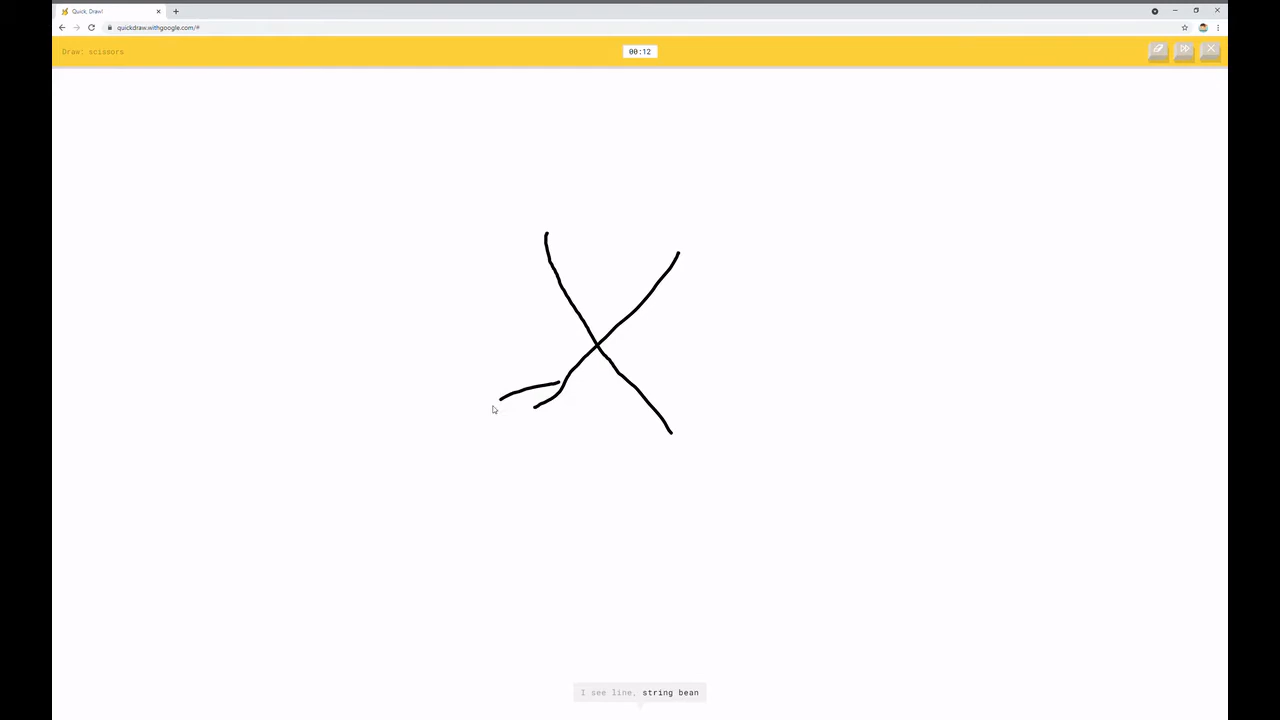 Quick, Draw!
quickdraw.withgoogle.com/#
Draw: scissors
00:12
I see line, string bean